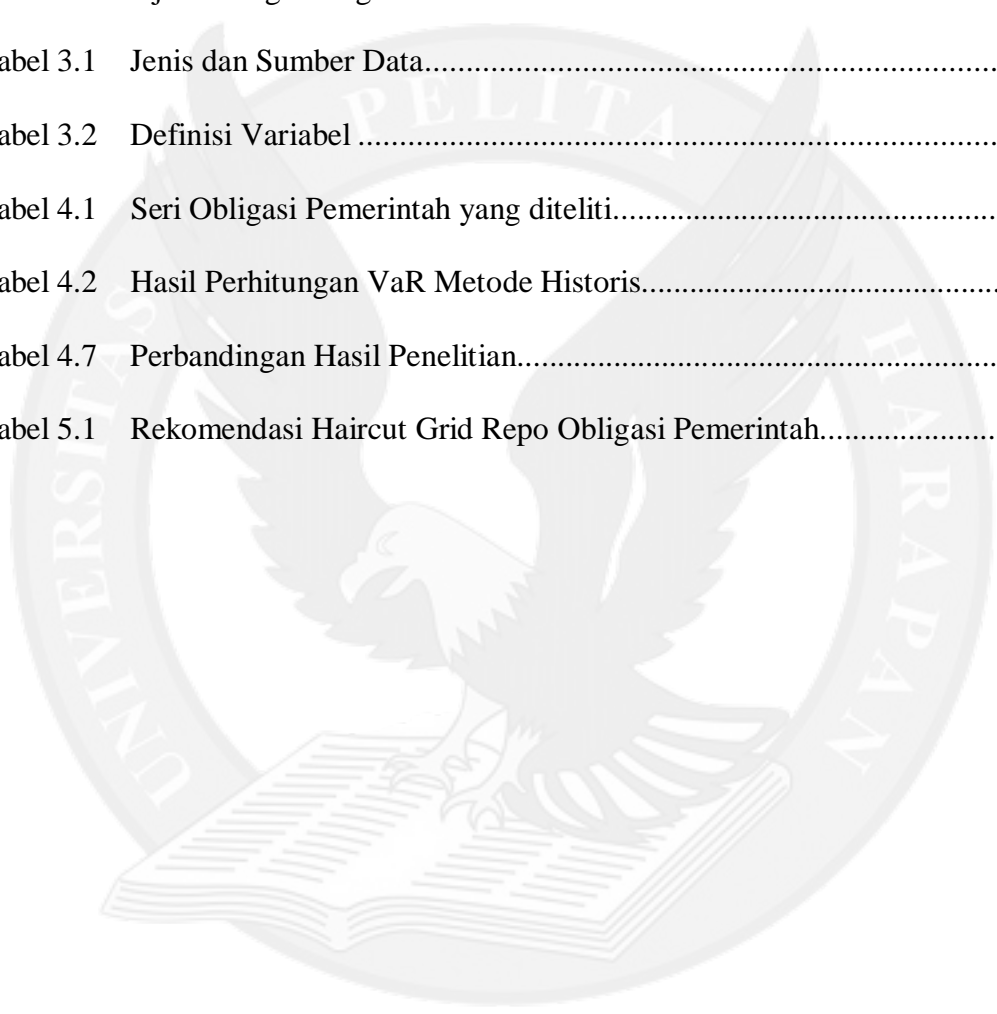 abel 3.1 Jenis dan Sumber Data....................................................................
abel 3.2 Definisi Variabel ............................................................................
abel 4.1 Seri Obligasi Pemerintah yang diteliti...........................................
abel 4.2 Hasil Perhitungan VaR Metode Historis...........................................
abel 4.7 Perbandingan Hasil Penelitian..........................................................
abel 5.1 Rekomendasi Haircut Grid Repo Obligasi Pemerintah.....................
UNIVERSITAS PELITA HARAPAN